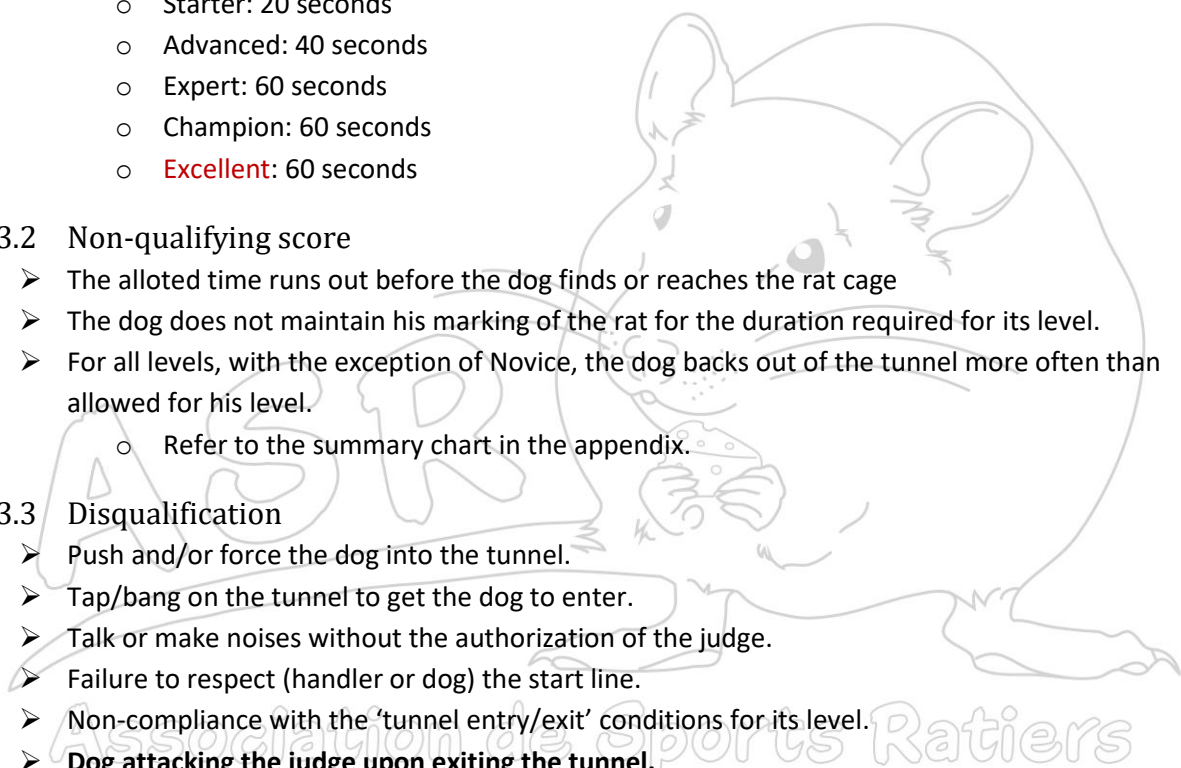 o Starter: 20 seconds
o Advanced: 40 seconds
o Expert: 60 seconds
o Champion: 60 seconds
o Excellent: 60 seconds
3.2 Non-qualifying score
➢ The alloted time runs out before the dog finds or reaches the rat cage
➢ The dog does not maintain his marking of the rat for the duration required for its level.
➢ For all levels, with the exception of Novice, the dog backs out of the tunnel more often than
allowed for his level.
o Refer to the summary chart in the appendix.
3.3 Disqualification
➢ Push and/or force the dog into the tunnel.
➢ Tap/bang on the tunnel to get the dog to enter.
➢ Talk or make noises without the authorization of the judge.
➢ Failure to respect (handler or dog) the start line.
➢ Non-compliance with the ‘tunnel entry/exit’ conditions for its level.
➢ Dog attacking the judge upon exiting the tunnel.
ASR
Association de Sports Ratiers